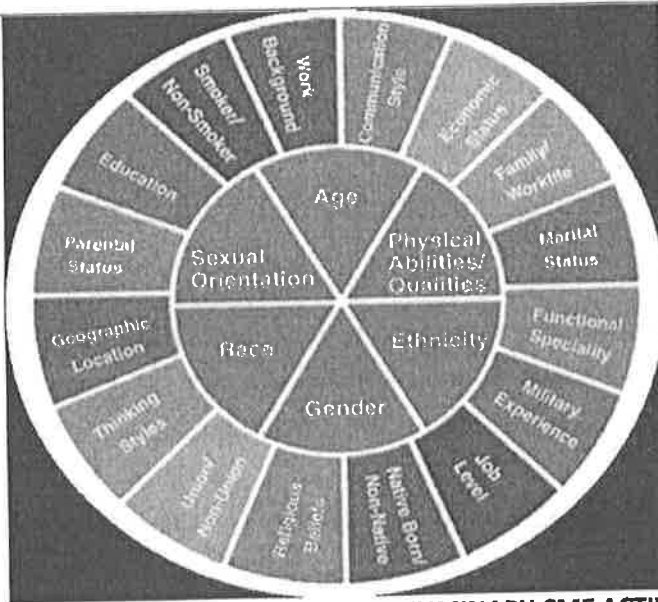 Work
Background
Communication
Style
Economic
Status
Family/
Worklife
Marital
Status
Functional
Speciality
Military
Experience
Job
Level
Native Born/
Non-Native
Religious
Beliefs
Union/
Non-Union
Thinking
Styles
Geographic
Location
Parental
Status
Education
Smoker/
Non-Smoker
Age
Physical
Abilities/
Qualities
Ethnicity
Gender
Race
Sexual
Orientation